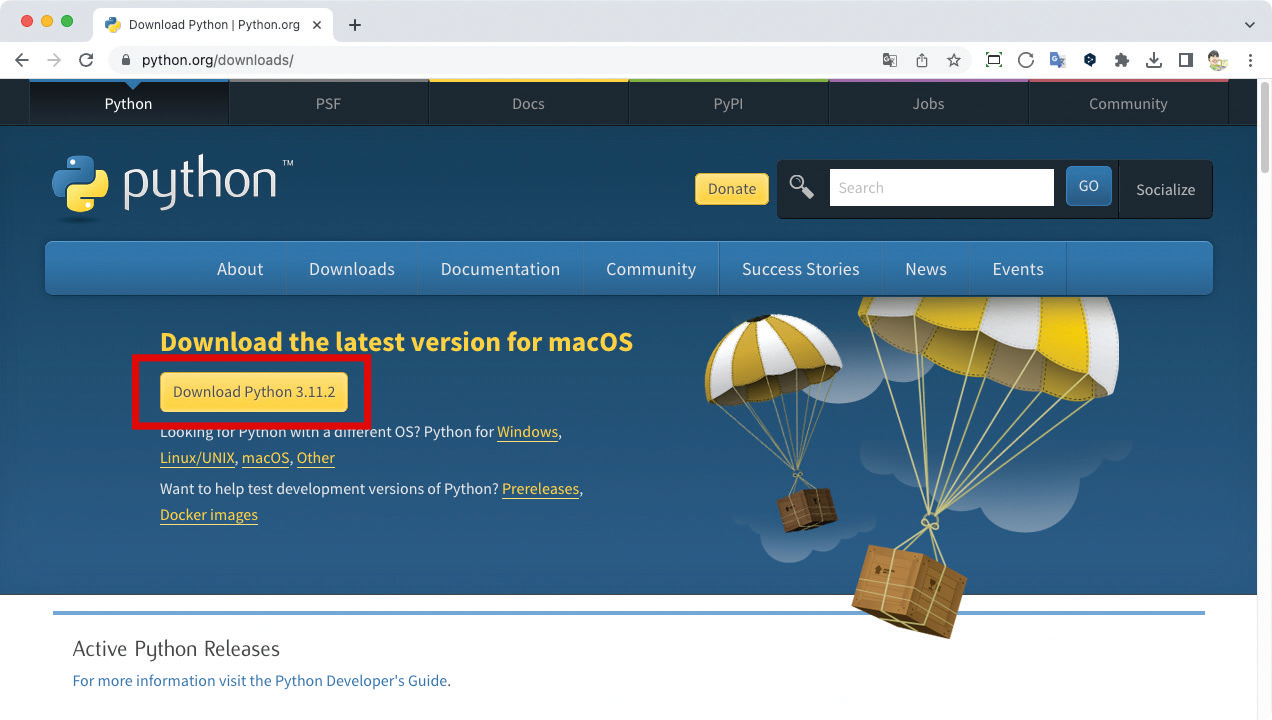 Download Python | Python.org
python.org/downloads/
Python PSF Docs PyPI Jobs Community
python™
Donate Search GO Socialize
About Downloads Documentation Community Success Stories News Events
Download the latest version for macOS
Download Python 3.11.2
Looking for Python with a different OS? Python for Windows,
Linux/UNIX, macOS, Other
Want to help test development versions of Python? Prereleases,
Docker images
Active Python Releases
For more information visit the Python Developer's Guide.